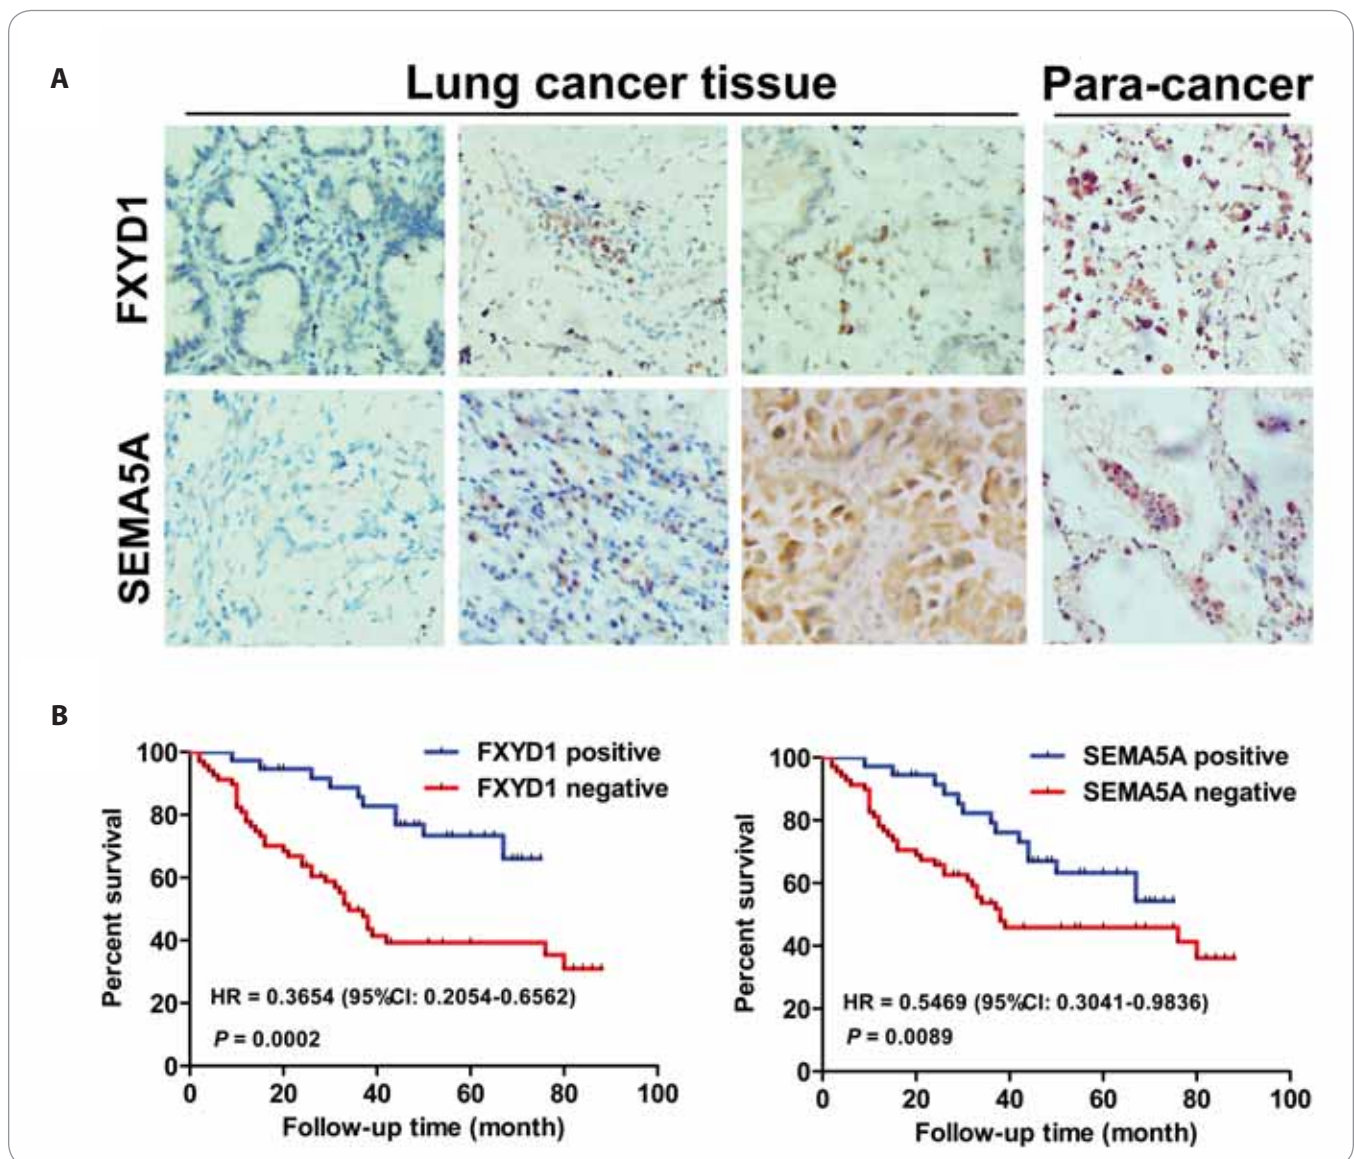 A
Lung cancer tissue
Para-cancer
FXYD1
SEMA5A
B
FXYD1 positive
FXYD1 negative
Percent survival
100
80
60
40
20
0
HR = 0.3654 (95%CI: 0.2054-0.6562)
P = 0.0002
0 20 40 60 80 100
Follow-up time (month)
SEMA5A positive
SEMA5A negative
Percent survival
100
80
60
40
20
0
HR = 0.5469 (95%CI: 0.3041-0.9836)
P = 0.0089
0 20 40 60 80 100
Follow-up time (month)